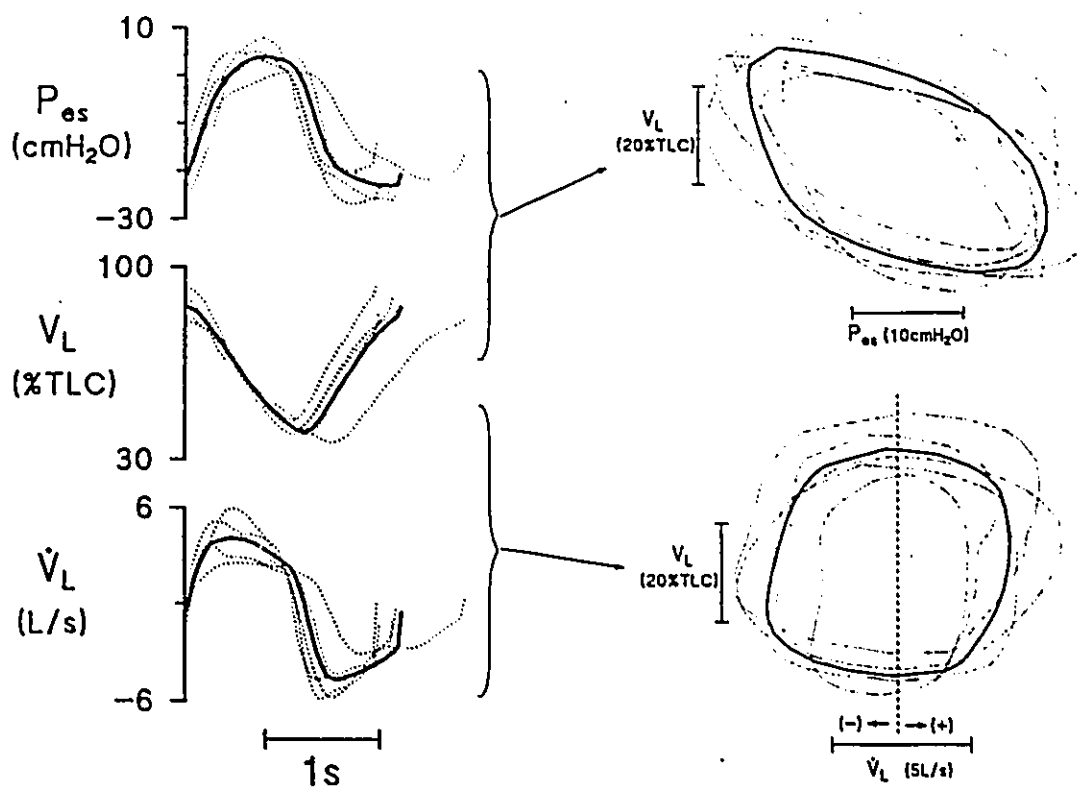 10
P_es
(cmH₂O)
-30
100
V_L
(%TLC)
30
6
V̇_L
(L/s)
-6
1s
V_L
(20%TLC)
P_es (10cmH₂O)
V_L
(20%TLC)
(-) ← → (+)
V̇_L (5L/s)